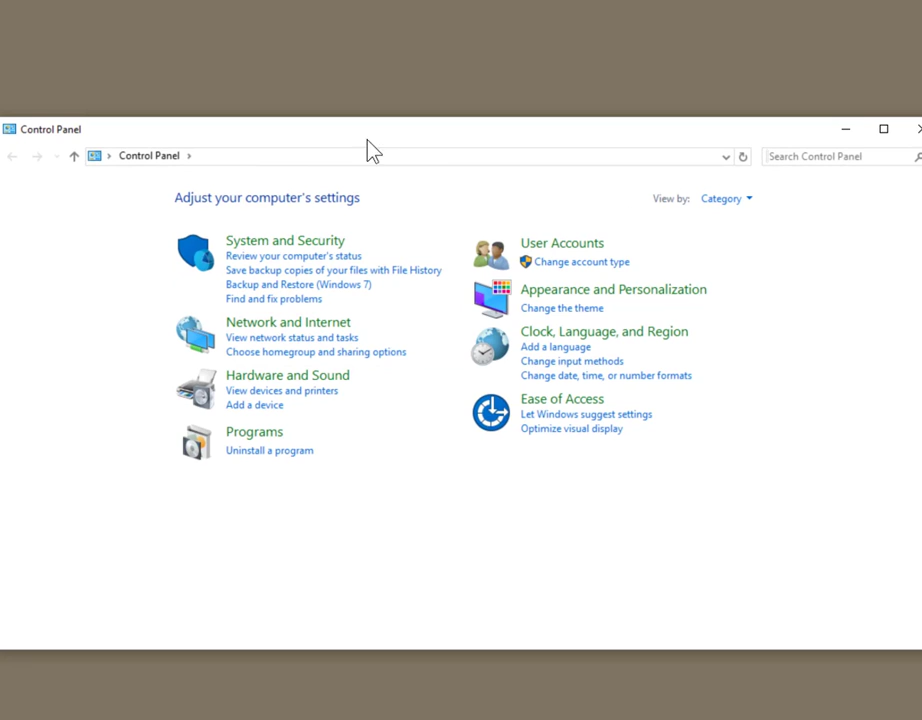 Control Panel
Control Panel
Search Control Panel
Adjust your computer's settings
View by: Category
System and Security
Review your computer's status
Save backup copies of your files with File History
Backup and Restore (Windows 7)
Find and fix problems
Network and Internet
View network status and tasks
Choose homegroup and sharing options
Hardware and Sound
View devices and printers
Add a device
Programs
Uninstall a program
User Accounts
Change account type
Appearance and Personalization
Change the theme
Clock, Language, and Region
Add a language
Change input methods
Change date, time, or number formats
Ease of Access
Let Windows suggest settings
Optimize visual display